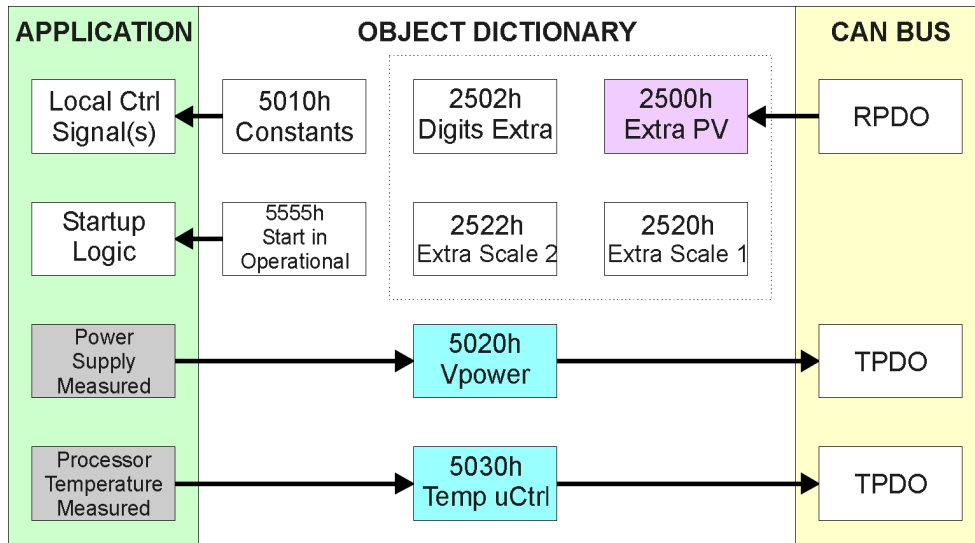 APPLICATION
OBJECT DICTIONARY
CAN BUS
Local Ctrl
Signal(s)
5010h
Constants
2502h
Digits Extra
2500h
Extra PV
RPDO
Startup
Logic
5555h
Start in
Operational
2522h
Extra Scale 2
2520h
Extra Scale 1
Power
Supply
Measured
5020h
Vpower
TPDO
Processor
Temperature
Measured
5030h
Temp uCtrl
TPDO